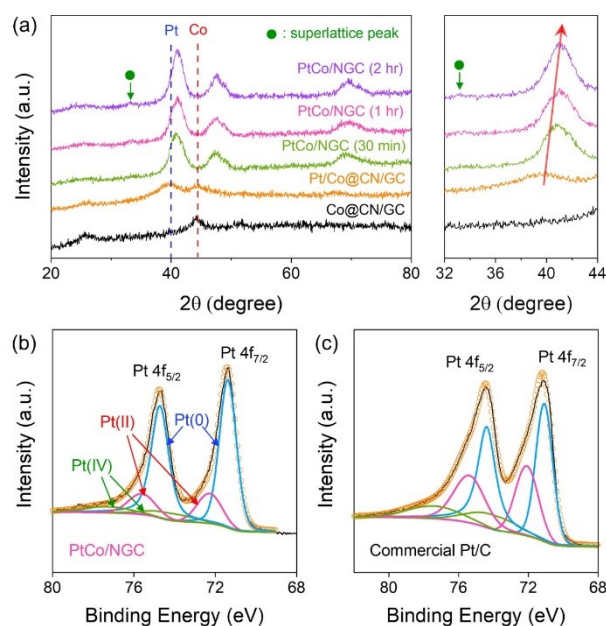 (a)
Pt
Co
● : superlattice peak
PtCo/NGC (2 hr)
PtCo/NGC (1 hr)
PtCo/NGC (30 min)
Pt/Co@CN/GC
Co@CN/GC
Intensity (a.u.)
20 40 60 80
2θ (degree)
32 36 40 44
2θ (degree)
(b)
Pt 4f5/2
Pt 4f7/2
Pt(II)
Pt(0)
Pt(IV)
PtCo/NGC
Intensity (a.u.)
80 76 72 68
Binding Energy (eV)
(c)
Pt 4f5/2
Pt 4f7/2
Commercial Pt/C
Intensity (a.u.)
80 76 72 68
Binding Energy (eV)